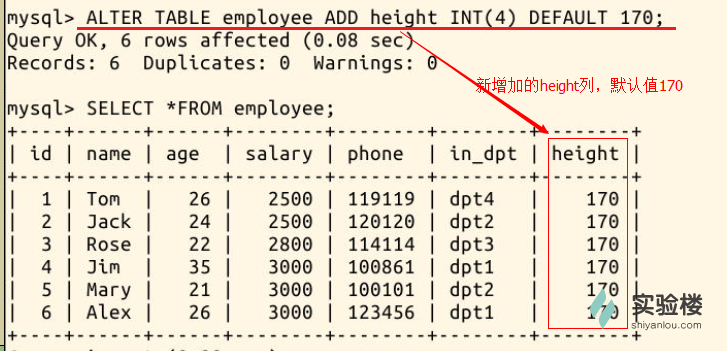 mysql> ALTER TABLE employee ADD height INT(4) DEFAULT 170;
Query OK, 6 rows affected (0.08 sec)
Records: 6  Duplicates: 0  Warnings: 0
新增加的height列，默认值170
mysql> SELECT *FROM employee;
+----+------+------+--------+--------+--------+--------+
| id | name | age  | salary | phone  | in_dpt | height |
+----+------+------+--------+--------+--------+--------+
|  1 | Tom  |   26 |   2500 | 119119 | dpt4   |    170 |
|  2 | Jack |   24 |   2500 | 120120 | dpt2   |    170 |
|  3 | Rose |   22 |   2800 | 114114 | dpt3   |    170 |
|  4 | Jim  |   35 |   3000 | 100861 | dpt1   |    170 |
|  5 | Mary |   21 |   3000 | 100101 | dpt2   |    170 |
|  6 | Alex |   26 |   3000 | 123456 | dpt1   |    170 |
+----+------+------+--------+--------+--------+--------+
实验楼
shiyanlou.com